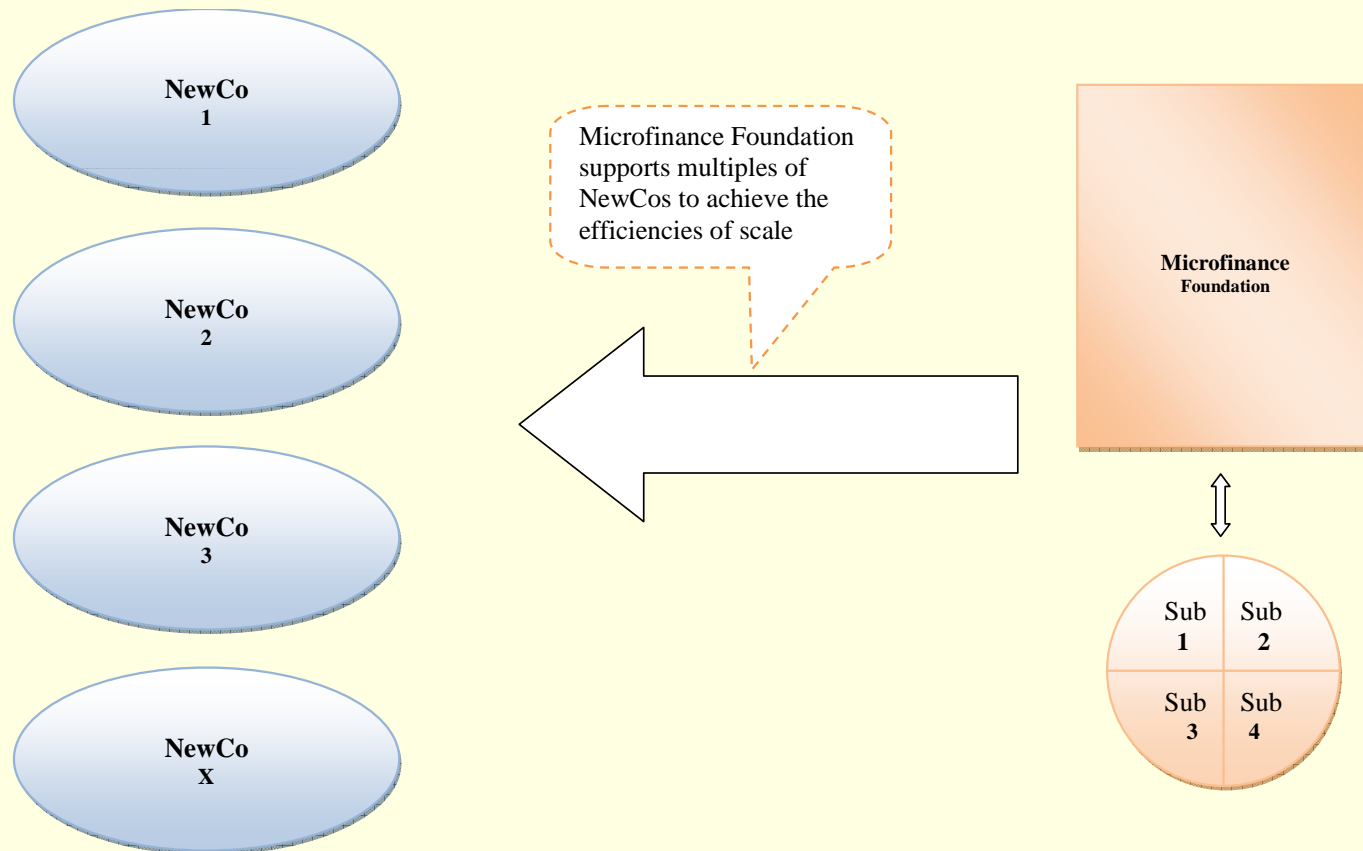 NewCo
1
NewCo
2
NewCo
3
NewCo
X
Microfinance Foundation
supports multiples of
NewCos to achieve the
efficiencies of scale
Microfinance
Foundation
Sub
1
Sub
2
Sub
3
Sub
4